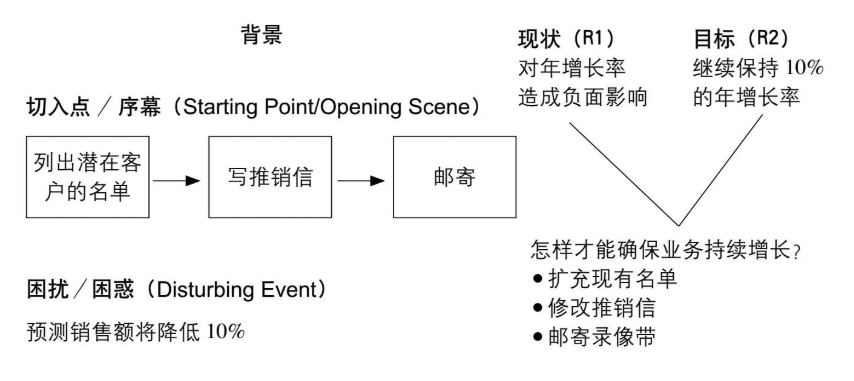 背景
切入点／序幕（Starting Point/Opening Scene）
列出潜在客
户的名单
写推销信
邮寄
困扰／困惑（Disturbing Event）
预测销售额将降低 10%
现状（R1）
对年增长率
造成负面影响
目标（R2）
继续保持 10%
的年增长率
怎样才能确保业务持续增长？
●扩充现有名单
●修改推销信
●邮寄录像带